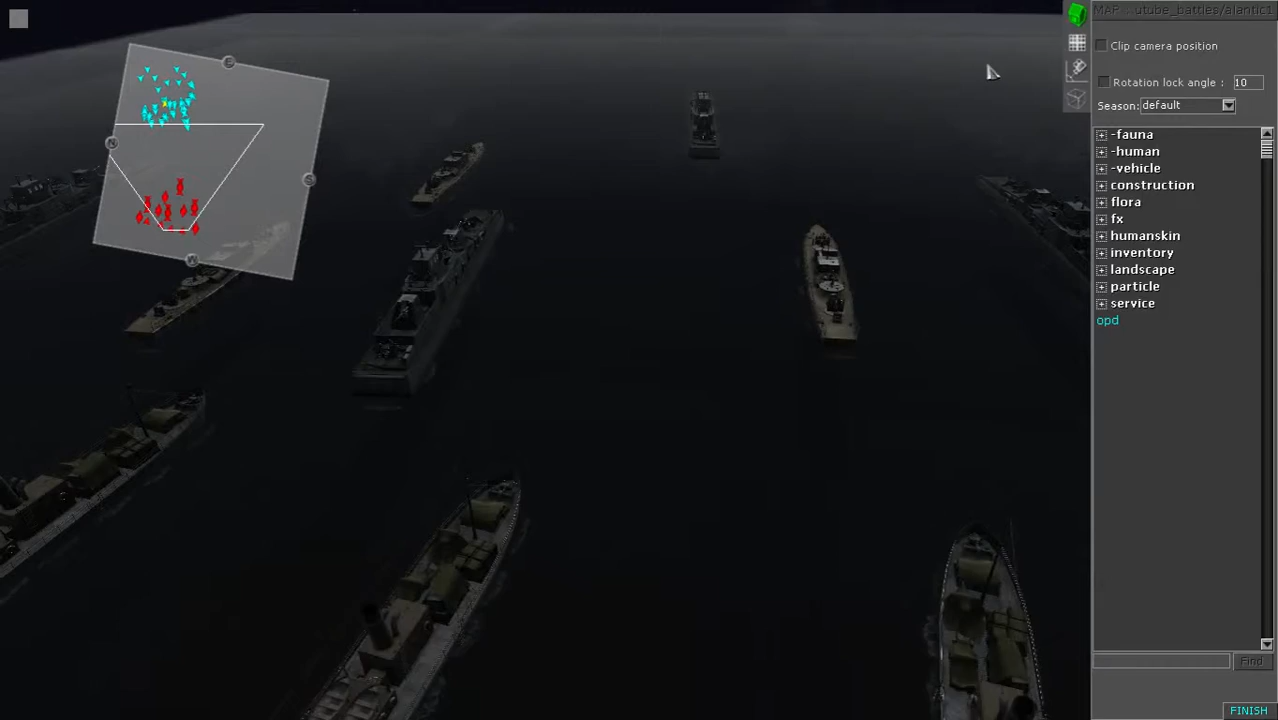 MAP : utube_battles/atlantic1
Clip camera position
Rotation lock angle : 10
Season: default
-fauna
-human
-vehicle
construction
flora
fx
humanskin
inventory
landscape
particle
service
opd
Find
FINISH
E
N
S
W